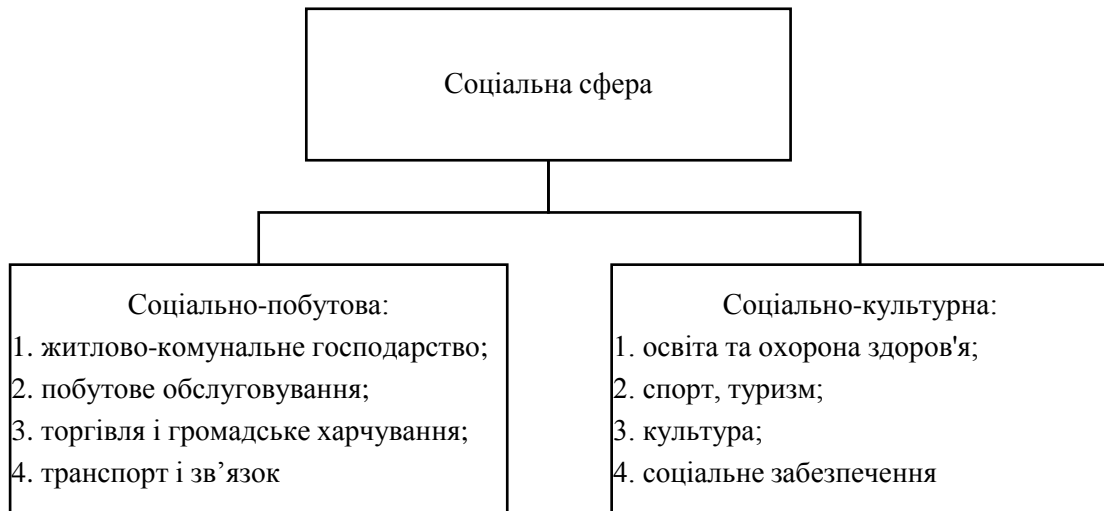 Соціальна сфера
Соціально-побутова:
1. житлово-комунальне господарство;
2. побутове обслуговування;
3. торгівля і громадське харчування;
4. транспорт і зв’язок
Соціально-культурна:
1. освіта та охорона здоров'я;
2. спорт, туризм;
3. культура;
4. соціальне забезпечення